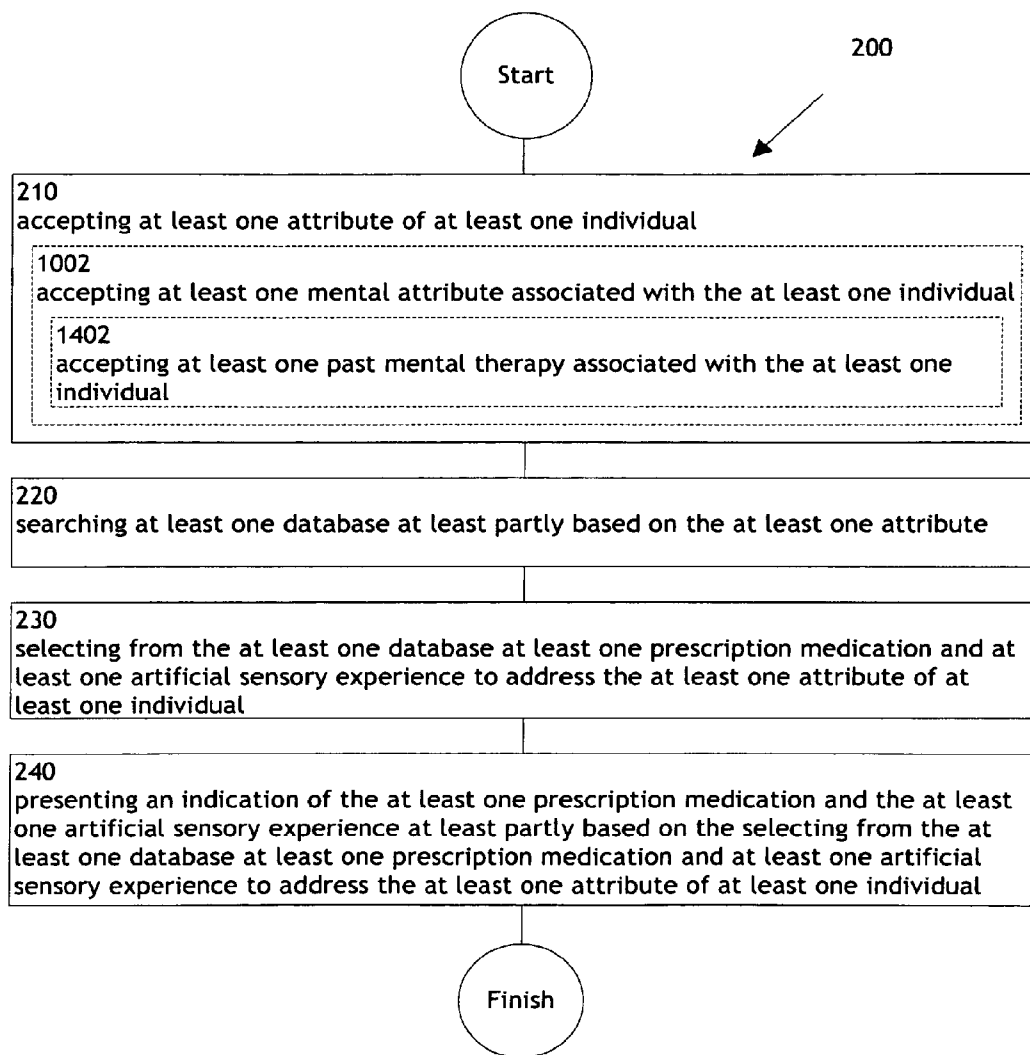 Start
200
210
accepting at least one attribute of at least one individual
1002
accepting at least one mental attribute associated with the at least one individual
1402
accepting at least one past mental therapy associated with the at least one
individual
220
searching at least one database at least partly based on the at least one attribute
230
selecting from the at least one database at least one prescription medication and at
least one artificial sensory experience to address the at least one attribute of at
least one individual
240
presenting an indication of the at least one prescription medication and the at least
one artificial sensory experience at least partly based on the selecting from the at
least one database at least one prescription medication and at least one artificial
sensory experience to address the at least one attribute of at least one individual
Finish